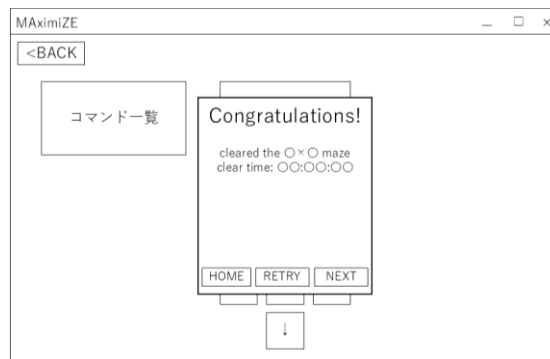 MAximiZE
<BACK
コマンド一覧
Congratulations!
cleared the ○×○ maze
clear time: ○○:○○:○○
HOME RETRY NEXT
↓